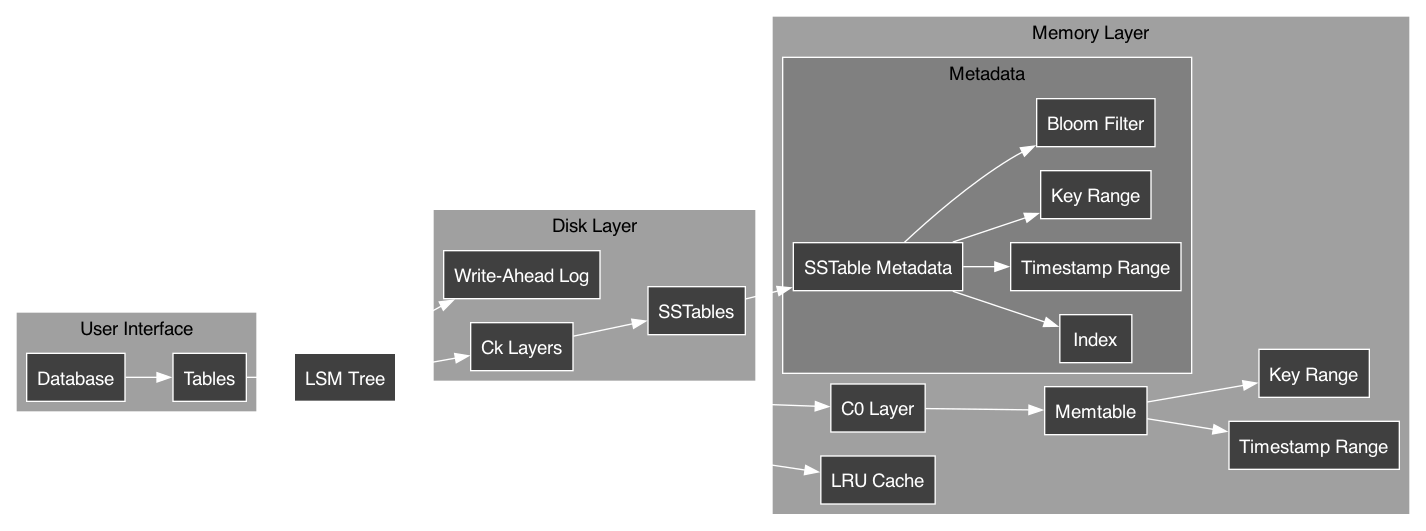 User Interface
Database
Tables
LSM Tree
Disk Layer
Write-Ahead Log
Ck Layers
SSTables
Memory Layer
Metadata
SSTable Metadata
Bloom Filter
Key Range
Timestamp Range
Index
C0 Layer
Memtable
Key Range
Timestamp Range
LRU Cache